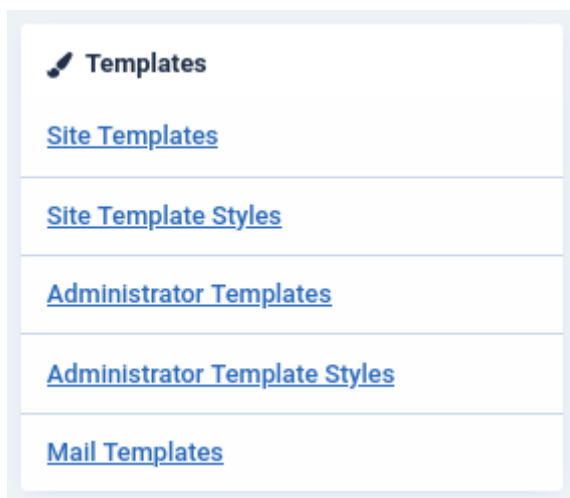 Templates
Site Templates
Site Template Styles
Administrator Templates
Administrator Template Styles
Mail Templates